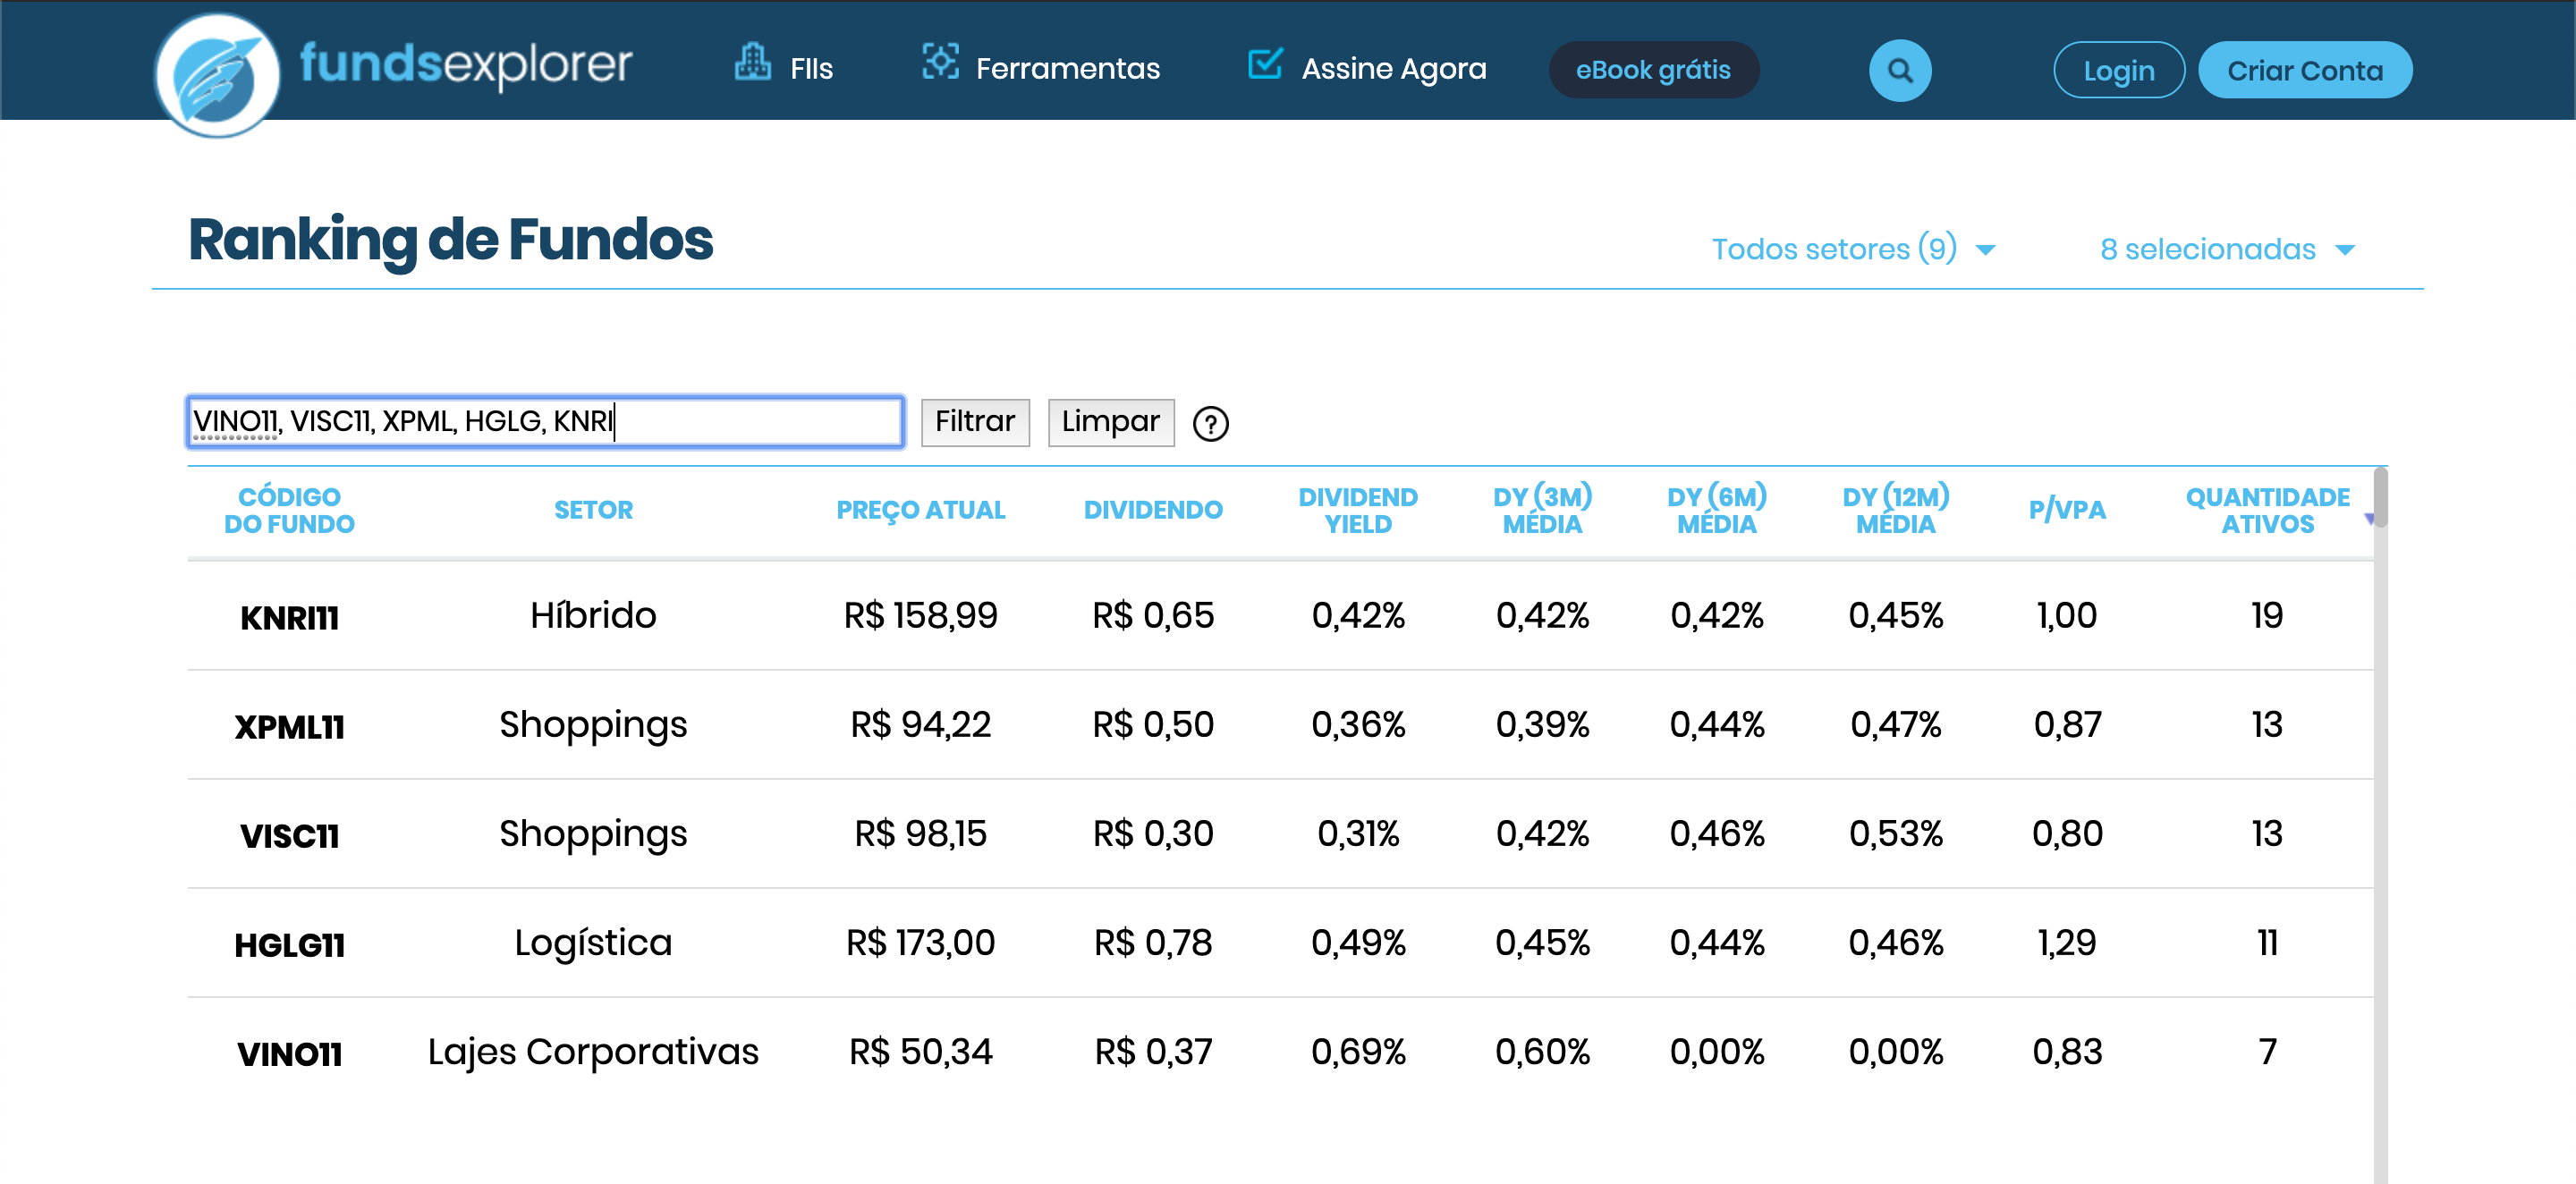 fundsexplorer FIIs Ferramentas Assine Agora eBook grátis Login Criar Conta
Ranking de Fundos Todos setores (9) 8 selecionadas
VINO11, VISC11, XPML, HGLG, KNRI Filtrar Limpar ?
CÓDIGO DO FUNDO SETOR PREÇO ATUAL DIVIDENDO DIVIDEND YIELD DY (3M) MÉDIA DY (6M) MÉDIA DY (12M) MÉDIA P/VPA QUANTIDADE ATIVOS
KNRI11 Híbrido R$ 158,99 R$ 0,65 0,42% 0,42% 0,42% 0,45% 1,00 19
XPML11 Shoppings R$ 94,22 R$ 0,50 0,36% 0,39% 0,44% 0,47% 0,87 13
VISC11 Shoppings R$ 98,15 R$ 0,30 0,31% 0,42% 0,46% 0,53% 0,80 13
HGLG11 Logística R$ 173,00 R$ 0,78 0,49% 0,45% 0,44% 0,46% 1,29 11
VINO11 Lajes Corporativas R$ 50,34 R$ 0,37 0,69% 0,60% 0,00% 0,00% 0,83 7